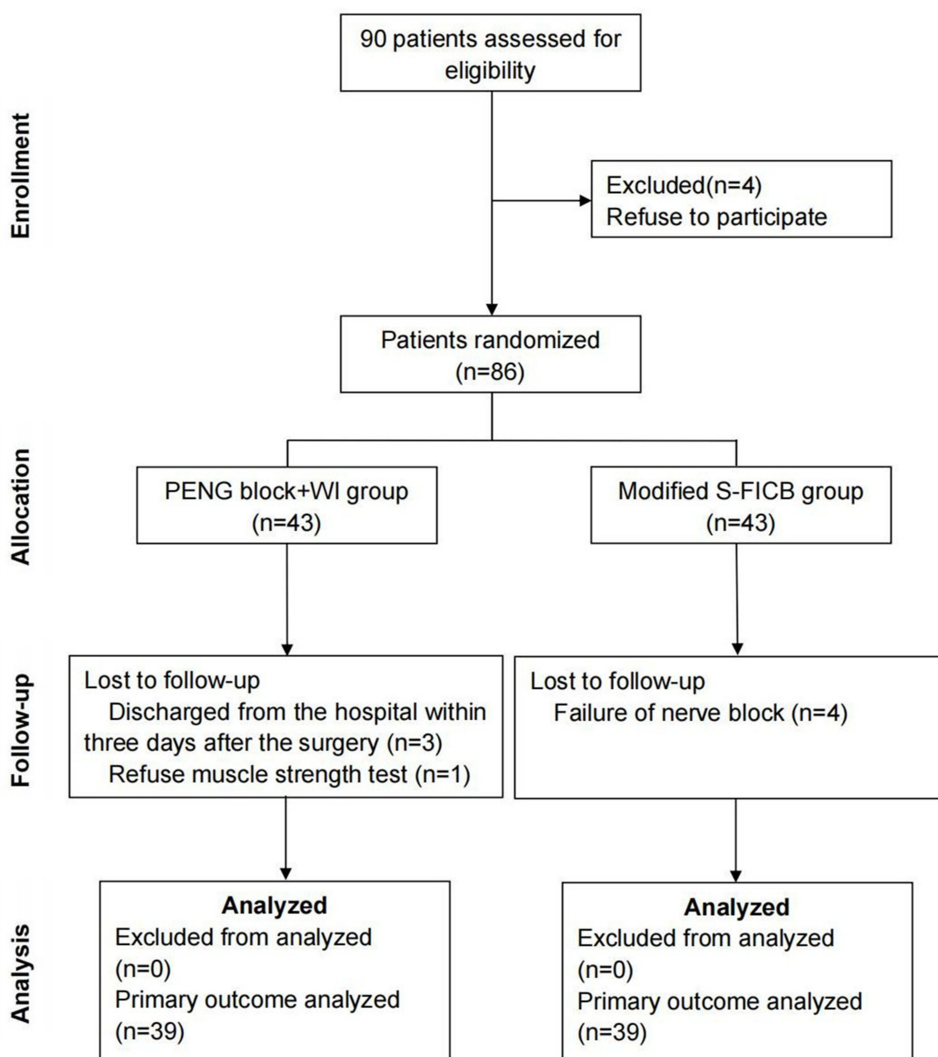 90 patients assessed for
eligibility
Enrollment
Excluded(n=4)
Refuse to participate
Patients randomized
(n=86)
Allocation
PENG block+WI group
(n=43)
Modified S-FICB group
(n=43)
Follow-up
Lost to follow-up
Discharged from the hospital within
three days after the surgery (n=3)
Refuse muscle strength test (n=1)
Lost to follow-up
Failure of nerve block (n=4)
Analysis
Analyzed
Excluded from analyzed
(n=0)
Primary outcome analyzed
(n=39)
Analyzed
Excluded from analyzed
(n=0)
Primary outcome analyzed
(n=39)